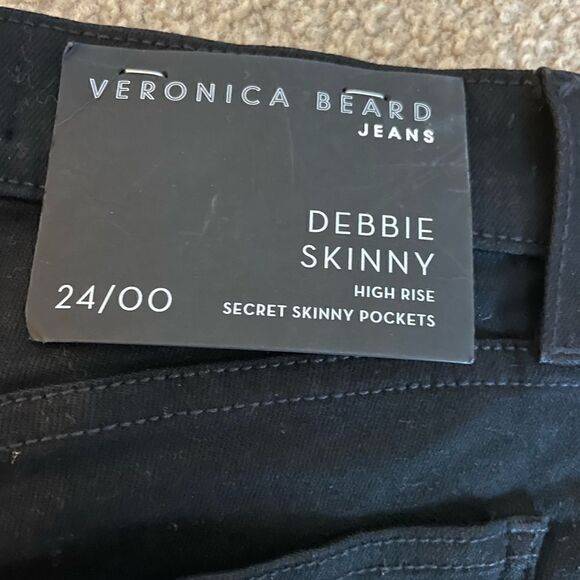 VERONICA BEARD
JEANS
DEBBIE
SKINNY
HIGH RISE
24/00
SECRET SKINNY POCKETS